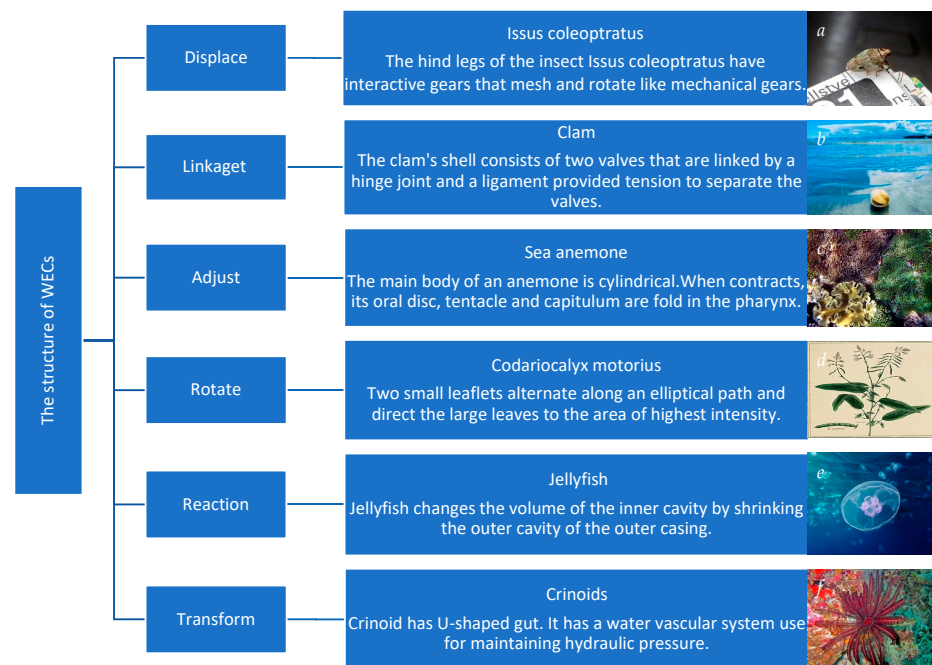 The structure of WECs
Displace
Issus coleoptratus
The hind legs of the insect Issus coleoptratus have
interactive gears that mesh and rotate like mechanical gears.
a
llstvel
Linkaget
Clam
The clam's shell consists of two valves that are linked by a
hinge joint and a ligament provided tension to separate the
valves.
b
Adjust
Sea anemone
The main body of an anemone is cylindrical.When contracts,
its oral disc, tentacle and capitulum are fold in the pharynx.
c
Rotate
Codariocalyx motorius
Two small leaflets alternate along an elliptical path and
direct the large leaves to the area of highest intensity.
d
Reaction
Jellyfish
Jellyfish changes the volume of the inner cavity by shrinking
the outer cavity of the outer casing.
e
Transform
Crinoids
Crinoid has U-shaped gut. It has a water vascular system use
for maintaining hydraulic pressure.
f